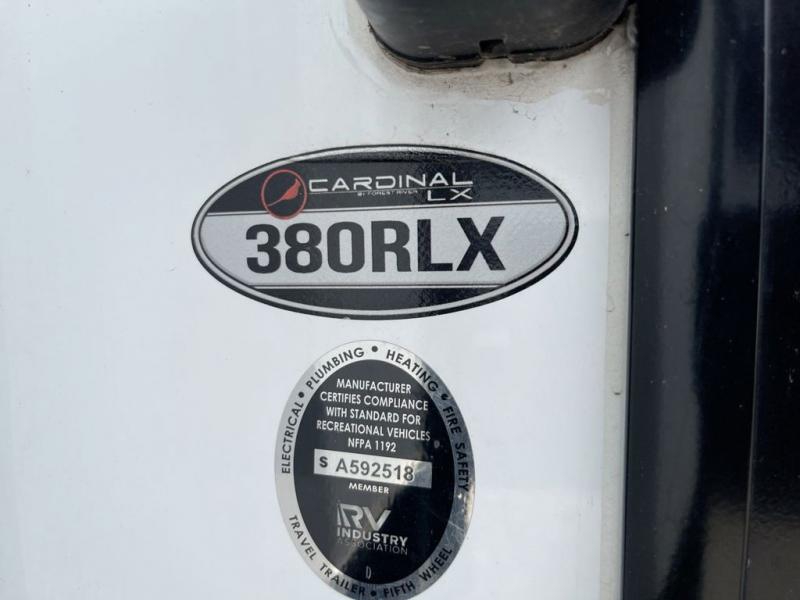 CARDINAL
BY FOREST RIVER
LX
380RLX
ELECTRICAL • PLUMBING • HEATING • FIRE SAFETY
MANUFACTURER
CERTIFIES COMPLIANCE
WITH STANDARD FOR
RECREATIONAL VEHICLES
NFPA 1192
S A592518
MEMBER
RV
INDUSTRY
ASSOCIATION
D
TRAVEL TRAILER • FIFTH WHEEL